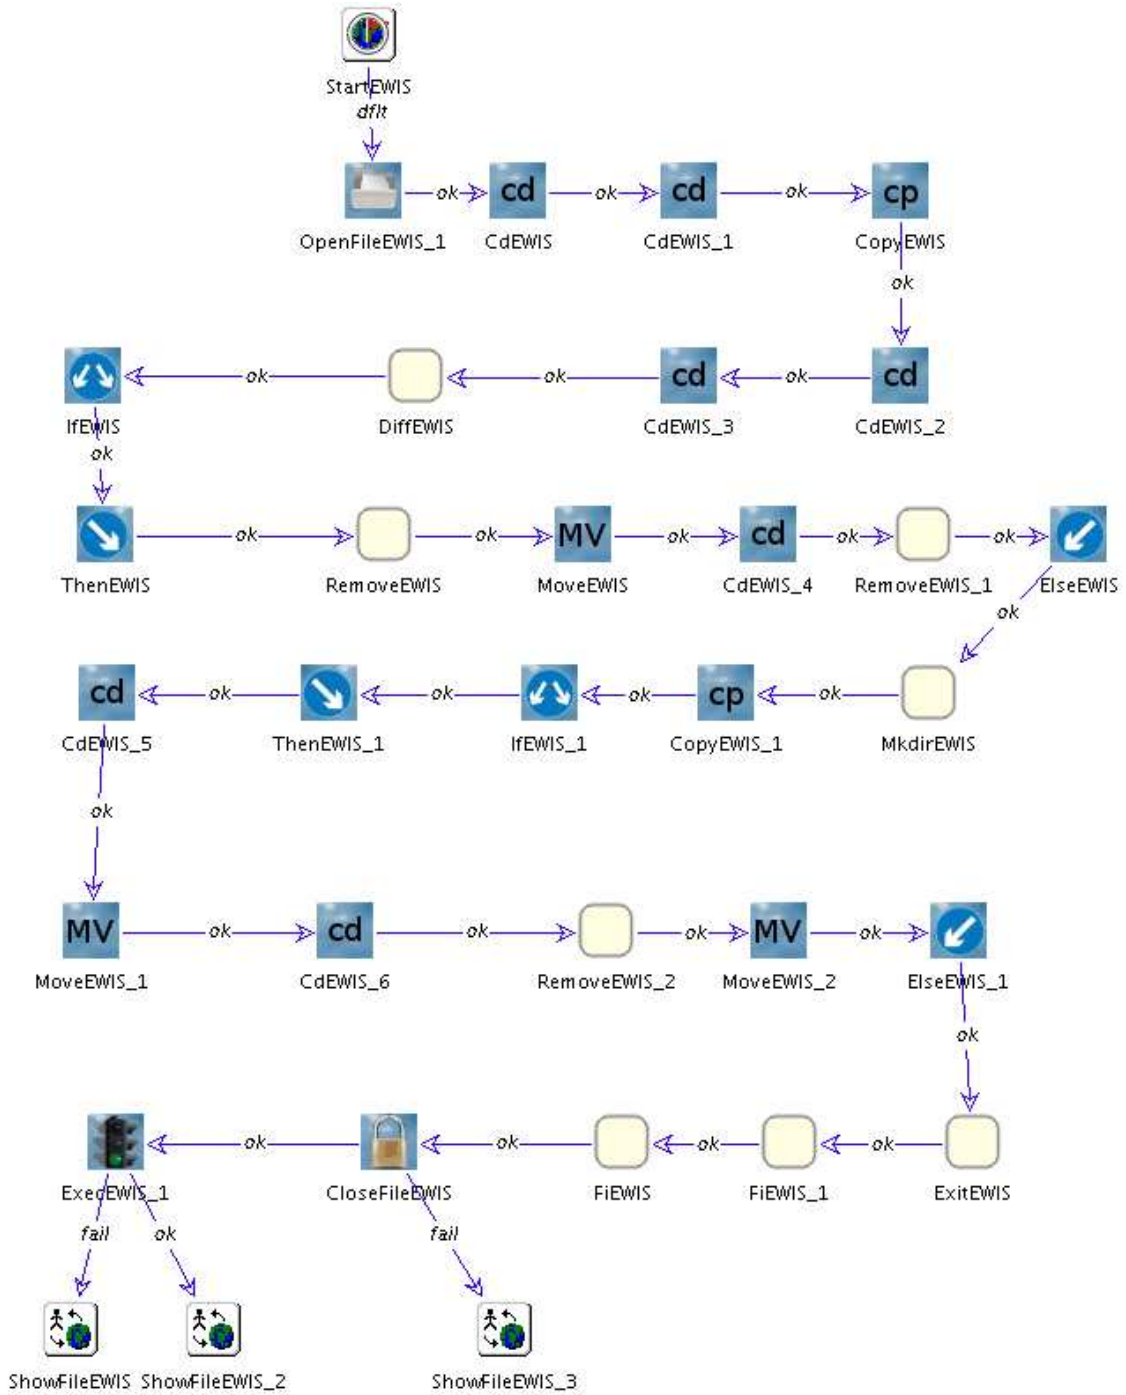 StartEWIS
dflt
ok ok ok
cd cd cp
OpenFileEWIS_1 CdEWIS CdEWIS_1 CopyEWIS
ok
ok ok ok ok
cd cd
IfEWIS DiffEWIS CdEWIS_3 CdEWIS_2
ok
ok ok MV ok cd ok ok
ThenEWIS RemoveEWIS MoveEWIS CdEWIS_4 RemoveEWIS_1 ElseEWIS
ok
cd ok ok ok cp ok
CdEWIS_5 ThenEWIS_1 IfEWIS_1 CopyEWIS_1 MkdirEWIS
ok
MV ok cd ok ok MV ok
MoveEWIS_1 CdEWIS_6 RemoveEWIS_2 MoveEWIS_2 ElseEWIS_1
ok
ok ok ok ok
ExecEWIS_1 CloseFileEWIS FiEWIS FiEWIS_1 ExitEWIS
fail ok fail
ShowFileEWIS ShowFileEWIS_2 ShowFileEWIS_3